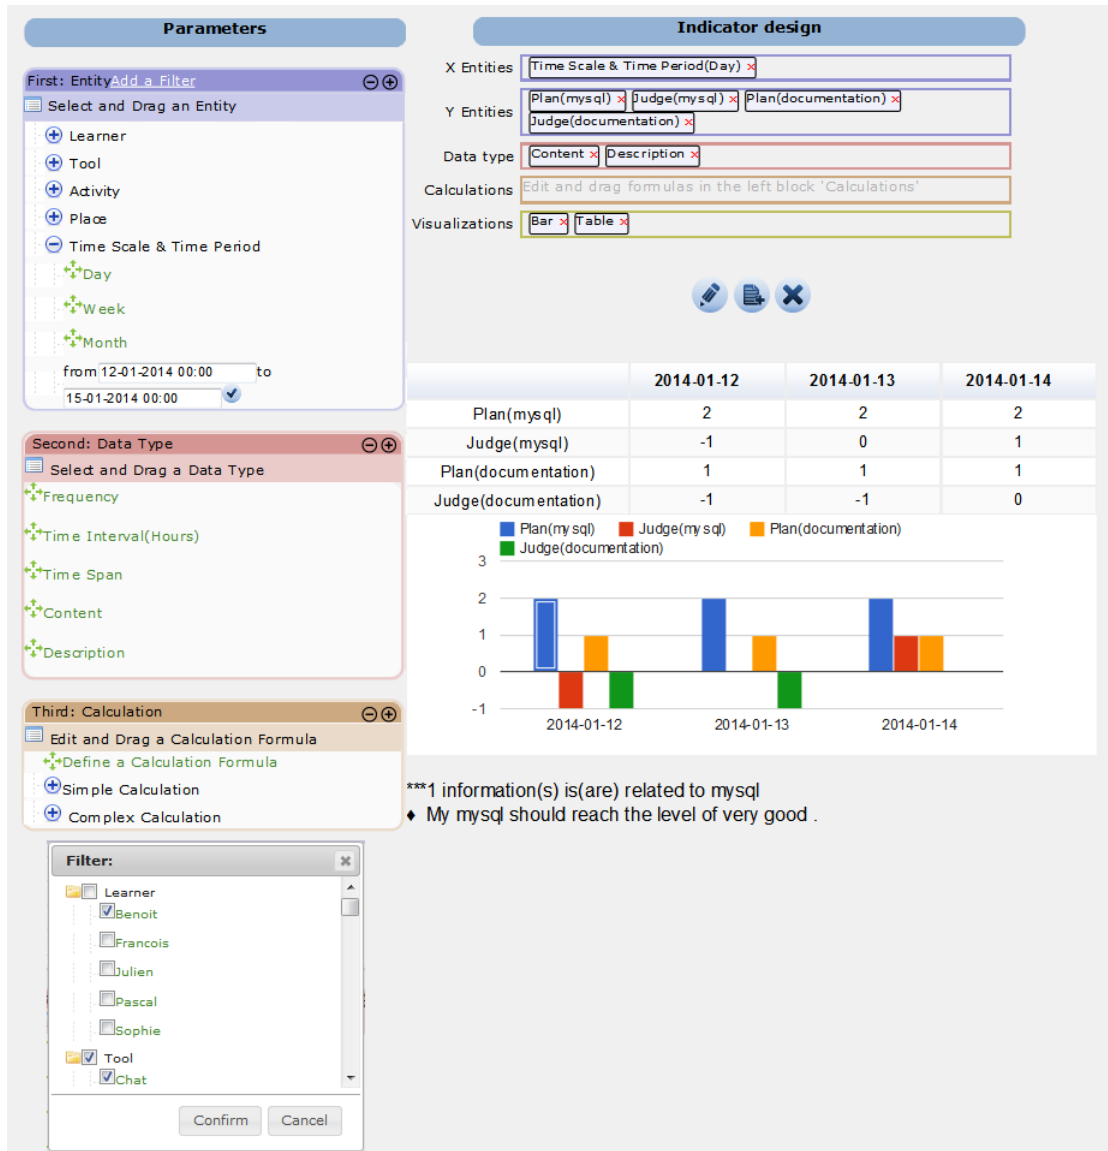 Parameters
First: EntityAdd a Filter
Select and Drag an Entity
Learner
Tool
Activity
Place
Time Scale & Time Period
Day
Week
Month
from 12-01-2014 00:00 to
15-01-2014 00:00
Second: Data Type
Select and Drag a Data Type
Frequency
Time Interval(Hours)
Time Span
Content
Description
Third: Calculation
Edit and Drag a Calculation Formula
Define a Calculation Formula
Simple Calculation
Complex Calculation
Filter:
Learner
Benoit
Francois
Julien
Pascal
Sophie
Tool
Chat
Confirm Cancel
Indicator design
X Entities Time Scale & Time Period(Day) x
Y Entities Plan(mysql) x Judge(mysql) x Plan(documentation) x
Judge(documentation) x
Data type Content x Description x
Calculations Edit and drag formulas in the left block 'Calculations'
Visualizations Bar x Table x
2014-01-12 2014-01-13 2014-01-14
Plan(mysql) 2 2 2
Judge(mysql) -1 0 1
Plan(documentation) 1 1 1
Judge(documentation) -1 -1 0
Plan(mysql) Judge(mysql) Plan(documentation)
Judge(documentation)
3
2
1
0
-1
2014-01-12 2014-01-13 2014-01-14
***1 information(s) is(are) related to mysql
♦ My mysql should reach the level of very good .